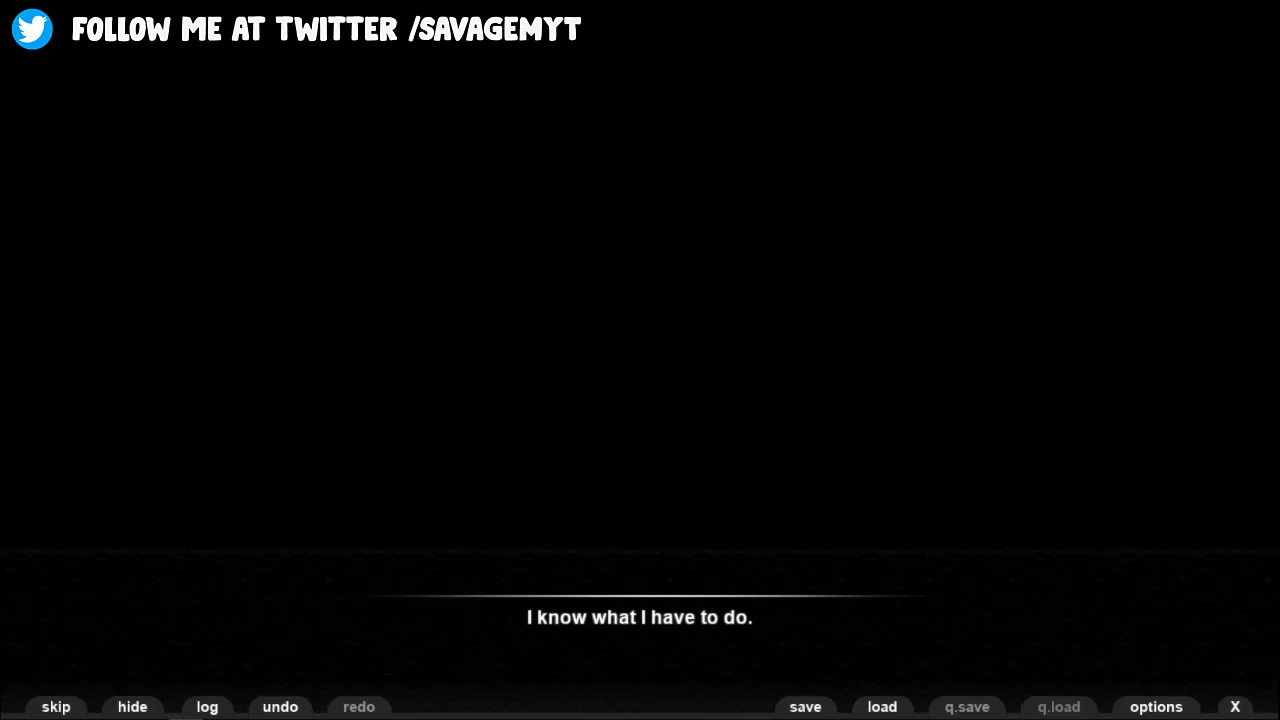 FOLLOW ME AT TWITTER /SAVAGEMYT
I know what I have to do.
skip hide log undo redo save load q.save q.load options X